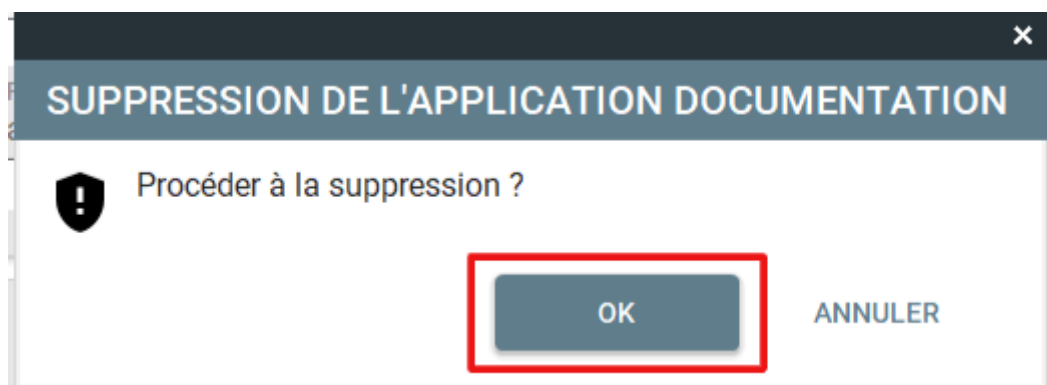 SUPPRESSION DE L'APPLICATION DOCUMENTATION
Procéder à la suppression ?
OK
ANNULER